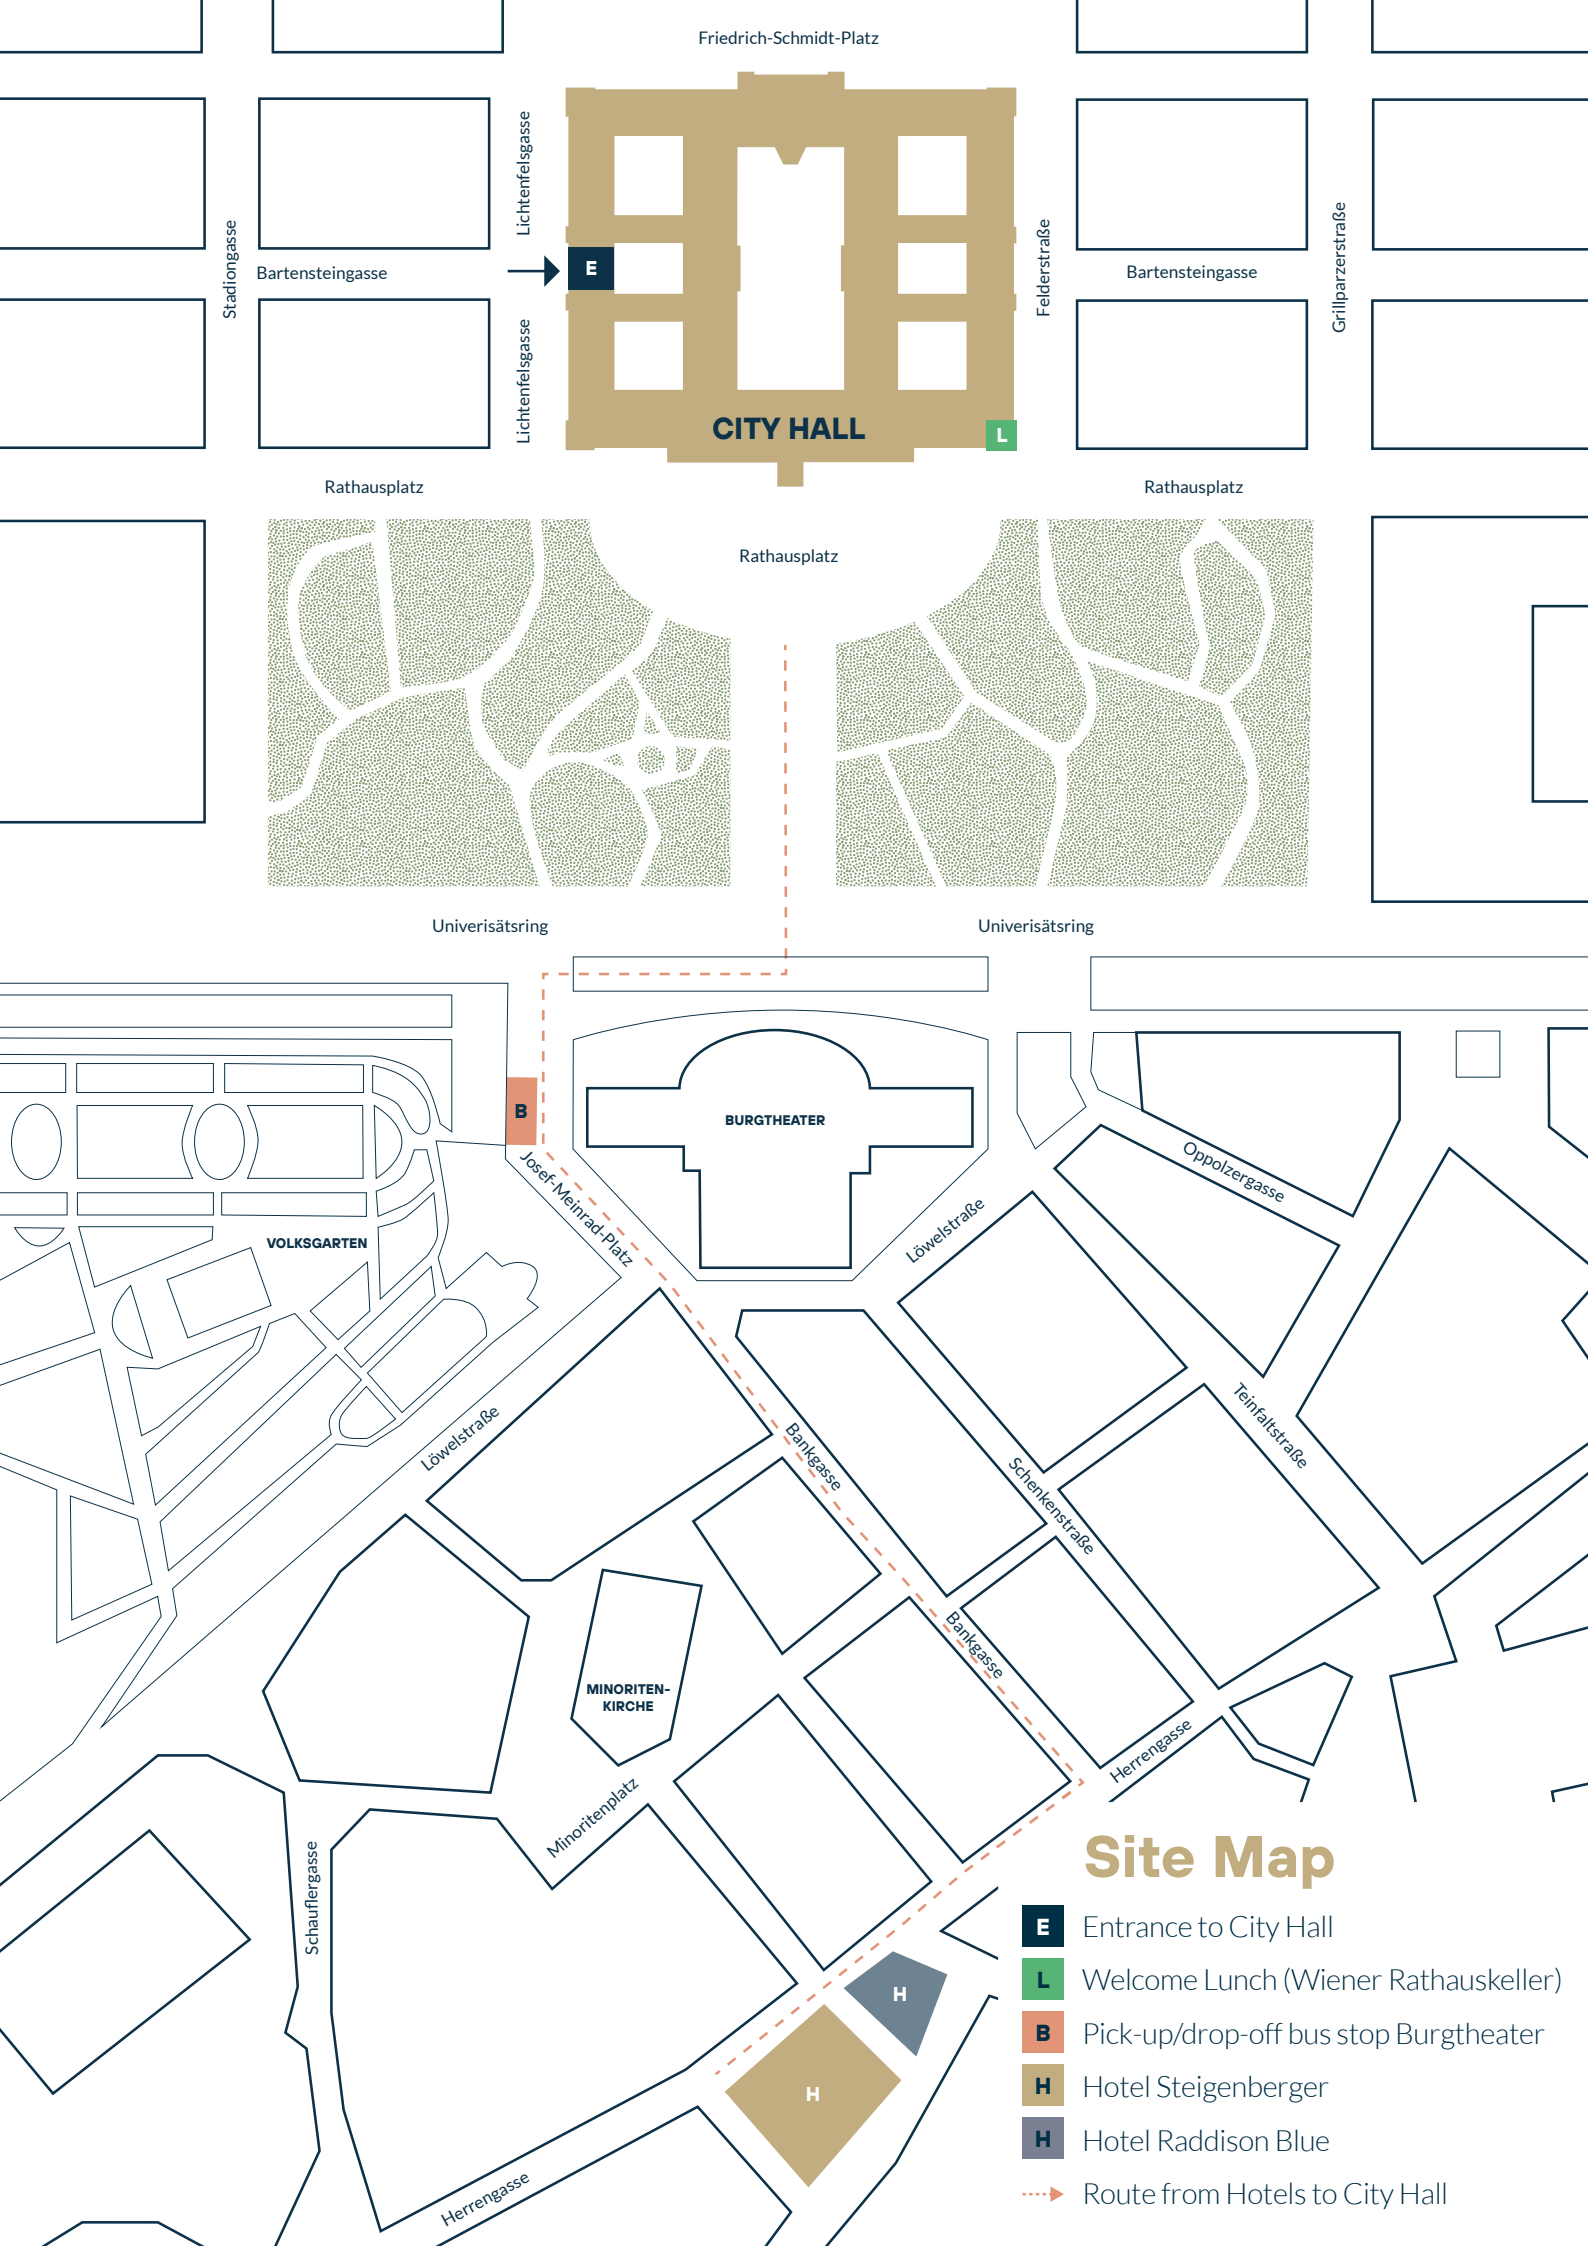 Friedrich-Schmidt-Platz
Lichtenfelsgasse
Stadiongasse
Bartensteingasse
E
Felderstraße
Bartensteingasse
Grillparzerstraße
Lichtenfelsgasse
CITY HALL
L
Rathausplatz
Rathausplatz
Rathausplatz
Univerisätsring
Univerisätsring
B
BURGTHEATER
Josef-Meinrad-Platz
Oppolzergasse
Löwelstraße
VOLKSGARTEN
Löwelstraße
Bankgasse
Teinfaltstraße
Schenkenstraße
Bankgasse
MINORITEN-
KIRCHE
Herrengasse
Minoritenplatz
Schauflergasse
H
H
Herrengasse
Site Map
E Entrance to City Hall
L Welcome Lunch (Wiener Rathauskeller)
B Pick-up/drop-off bus stop Burgtheater
H Hotel Steigenberger
H Hotel Raddison Blue
Route from Hotels to City Hall